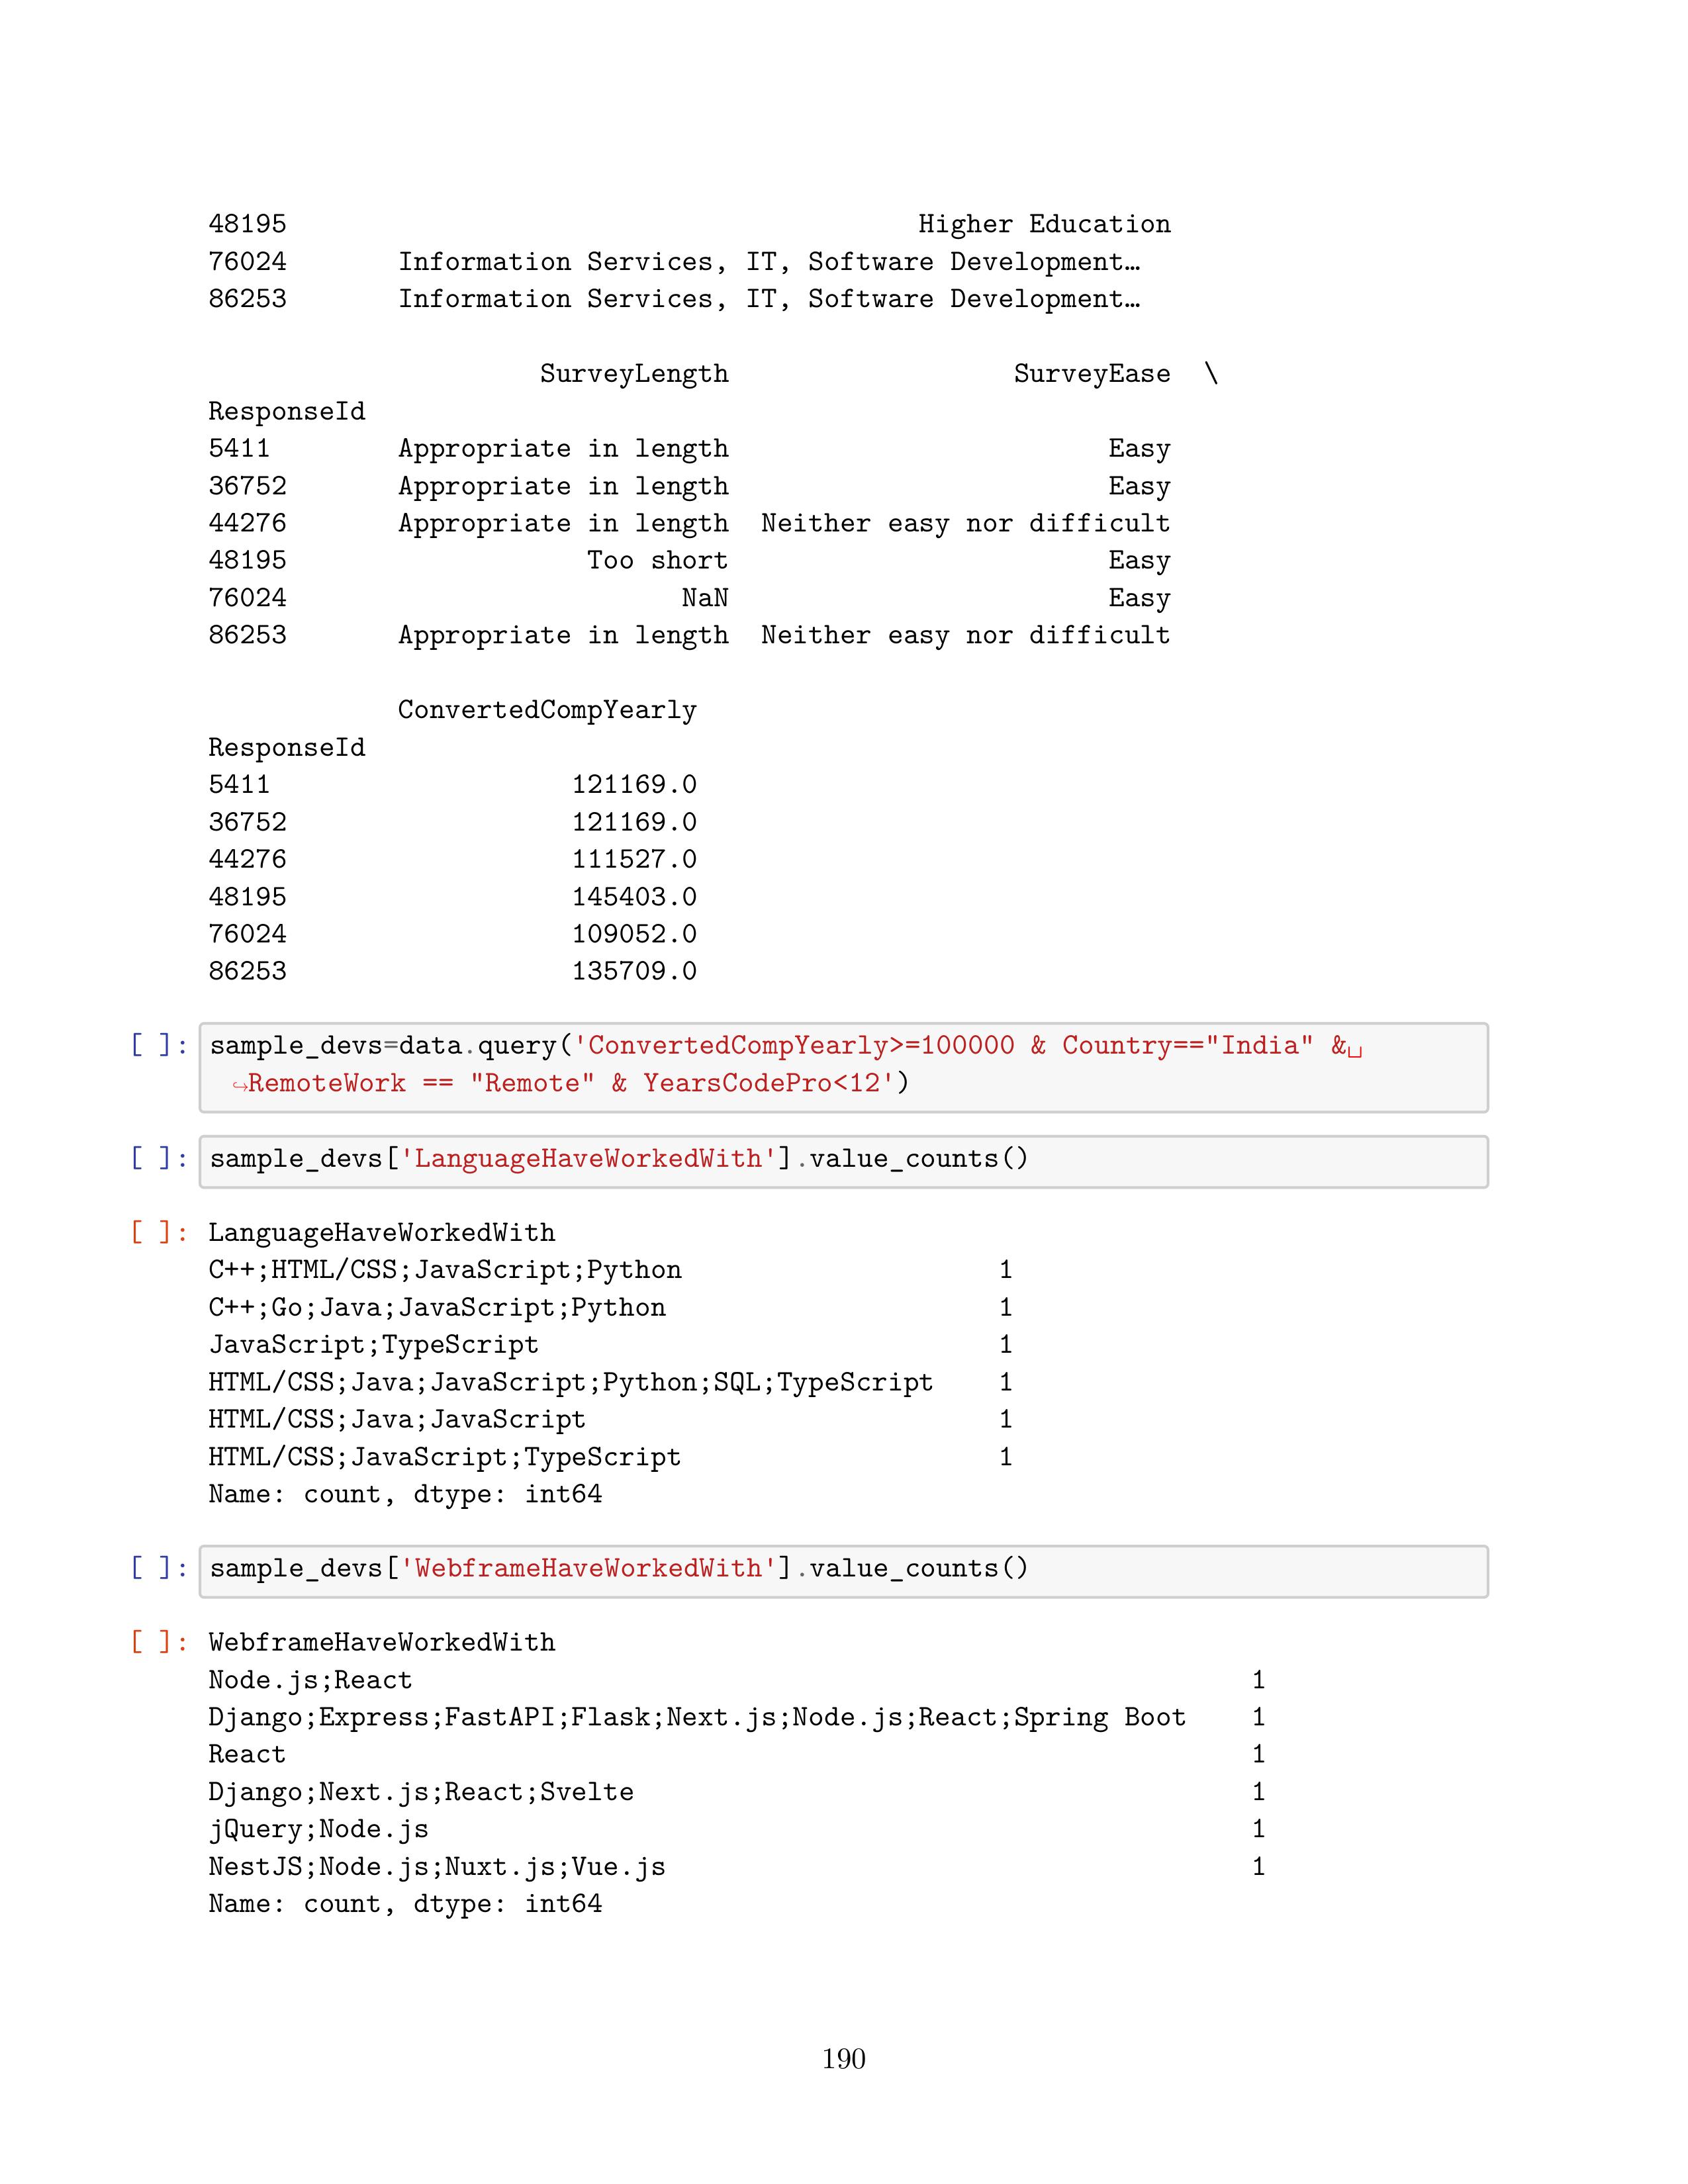 48195                                         Higher Education
76024        Information Services, IT, Software Development…
86253        Information Services, IT, Software Development…
                      SurveyLength                  SurveyEase  \
ResponseId
5411         Appropriate in length                        Easy
36752        Appropriate in length                        Easy
44276        Appropriate in length  Neither easy nor difficult
48195                    Too short                        Easy
76024                          NaN                        Easy
86253        Appropriate in length  Neither easy nor difficult
             ConvertedCompYearly
ResponseId
5411                    121169.0
36752                   121169.0
44276                   111527.0
48195                   145403.0
76024                   109052.0
86253                   135709.0
[ ]: sample_devs=data.query('ConvertedCompYearly>=100000 & Country=="India" &␣
↪RemoteWork == "Remote" & YearsCodePro<12')
[ ]: sample_devs['LanguageHaveWorkedWith'].value_counts()
[ ]: LanguageHaveWorkedWith
C++;HTML/CSS;JavaScript;Python                     1
C++;Go;Java;JavaScript;Python                      1
JavaScript;TypeScript                              1
HTML/CSS;Java;JavaScript;Python;SQL;TypeScript     1
HTML/CSS;Java;JavaScript                           1
HTML/CSS;JavaScript;TypeScript                     1
Name: count, dtype: int64
[ ]: sample_devs['WebframeHaveWorkedWith'].value_counts()
[ ]: WebframeHaveWorkedWith
Node.js;React                                                      1
Django;Express;FastAPI;Flask;Next.js;Node.js;React;Spring Boot     1
React                                                              1
Django;Next.js;React;Svelte                                        1
jQuery;Node.js                                                     1
NestJS;Node.js;Nuxt.js;Vue.js                                      1
Name: count, dtype: int64
190